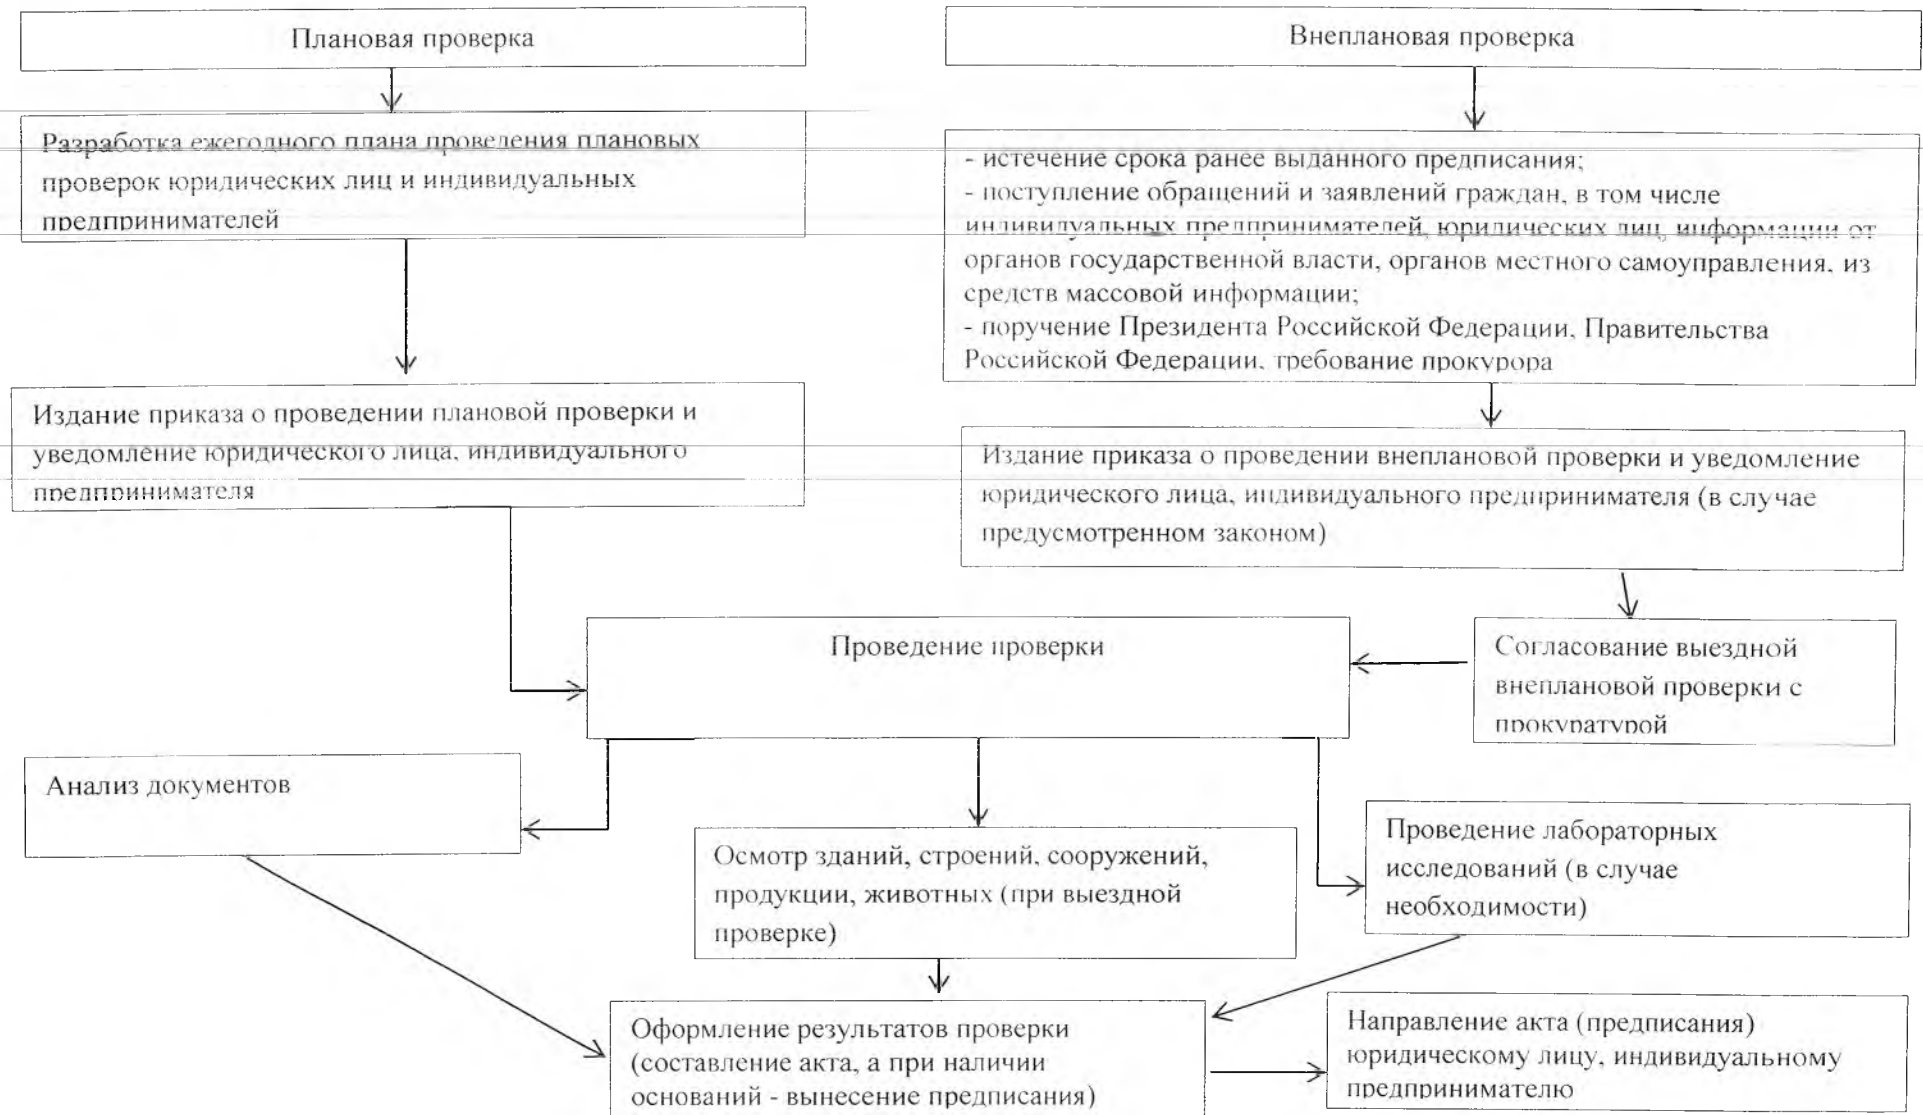 Плановая проверка
Внеплановая проверка
Разработка ежегодного плана проведения плановых
проверок юридических лиц и индивидуальных
предпринимателей
- истечение срока ранее выданного предписания;
- поступление обращений и заявлений граждан, в том числе
индивидуальных предпринимателей, юридических лиц, информации от
органов государственной власти, органов местного самоуправления, из
средств массовой информации;
- поручение Президента Российской Федерации, Правительства
Российской Федерации, требование прокурора
Издание приказа о проведении плановой проверки и
уведомление юридического лица, индивидуального
предпринимателя
Издание приказа о проведении внеплановой проверки и уведомление
юридического лица, индивидуального предпринимателя (в случае
предусмотренном законом)
Проведение проверки
Согласование выездной
внеплановой проверки с
прокуратурой
Анализ документов
Осмотр зданий, строений, сооружений,
продукции, животных (при выездной
проверке)
Проведение лабораторных
исследований (в случае
необходимости)
Оформление результатов проверки
(составление акта, а при наличии
оснований - вынесение предписания)
Направление акта (предписания)
юридическому лицу, индивидуальному
предпринимателю